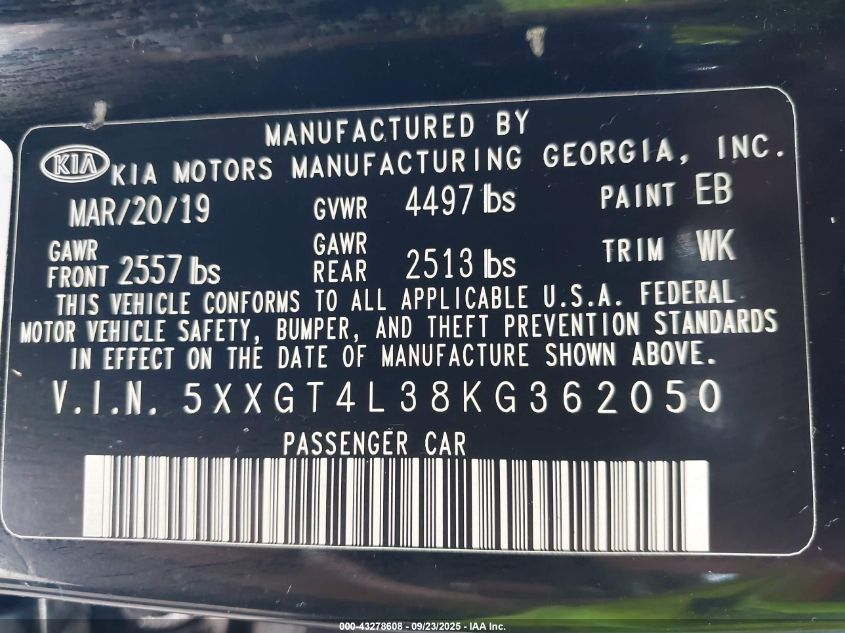 MANUFACTURED BY
KIA KIA MOTORS MANUFACTURING GEORGIA, INC.
MAR/20/19 GVWR 4497 lbs PAINT EB
GAWR FRONT 2557 lbs GAWR REAR 2513 lbs TRIM WK
THIS VEHICLE CONFORMS TO ALL APPLICABLE U.S.A. FEDERAL
MOTOR VEHICLE SAFETY, BUMPER, AND THEFT PREVENTION STANDARDS
IN EFFECT ON THE DATE OF MANUFACTURE SHOWN ABOVE.
V.I.N. 5XXGT4L38KG362050
PASSENGER CAR
000-43278608 - 09/23/2025 - IAA Inc.